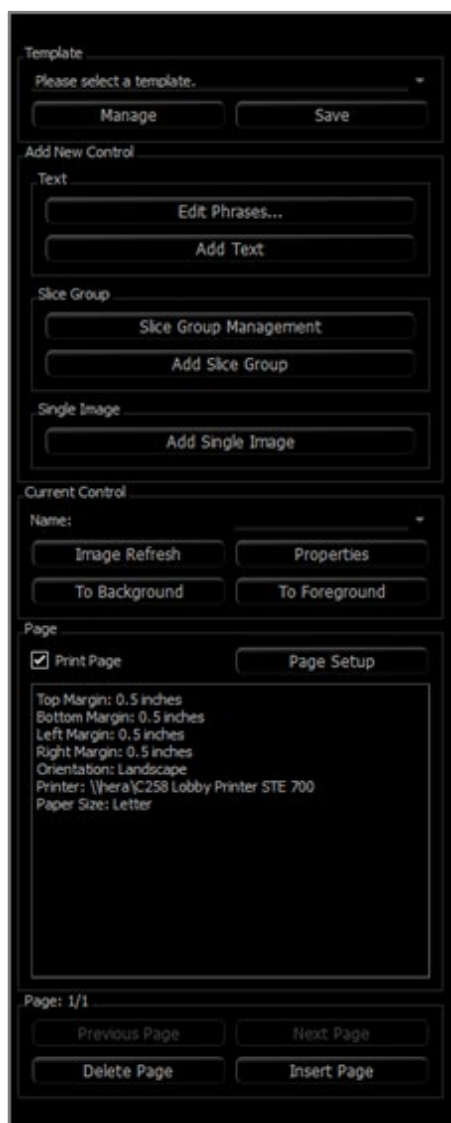 Template
Please select a template.
Manage Save
Add New Control
Text
Edit Phrases...
Add Text
Slice Group
Slice Group Management
Add Slice Group
Single Image
Add Single Image
Current Control
Name:
Image Refresh Properties
To Background To Foreground
Page
Print Page Page Setup
Top Margin: 0.5 inches
Bottom Margin: 0.5 inches
Left Margin: 0.5 inches
Right Margin: 0.5 inches
Orientation: Landscape
Printer: \\hera\C258 Lobby Printer STE 700
Paper Size: Letter
Page: 1/1
Previous Page Next Page
Delete Page Insert Page